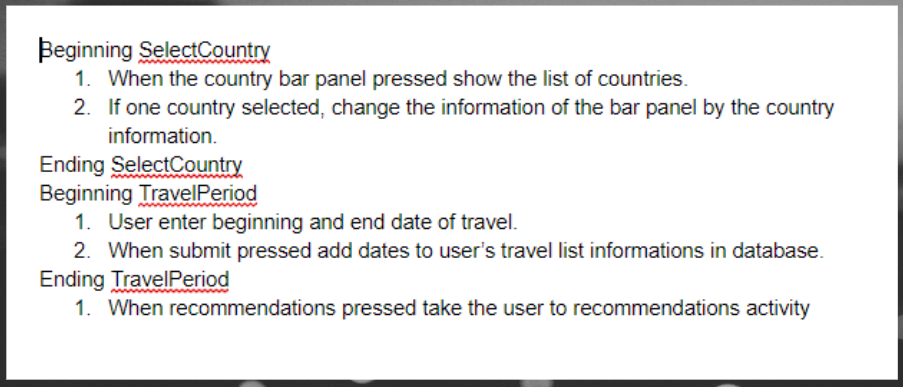 Beginning SelectCountry
1. When the country bar panel pressed show the list of countries.
2. If one country selected, change the information of the bar panel by the country
information.
Ending SelectCountry
Beginning TravelPeriod
1. User enter beginning and end date of travel.
2. When submit pressed add dates to user's travel list informations in database.
Ending TravelPeriod
1. When recommendations pressed take the user to recommendations activity